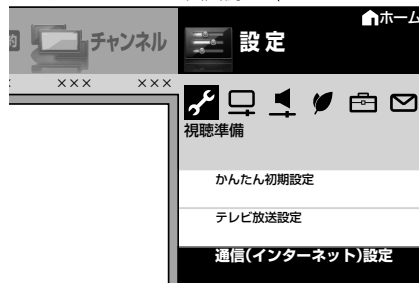 ホーム
チャンネル
設定
××× ×××
視聴準備
かんたん初期設定
テレビ放送設定
通信(インターネット)設定